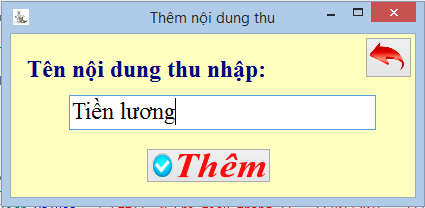 Thêm nội dung thu
Tên nội dung thu nhập:
Tiền lương
Thêm